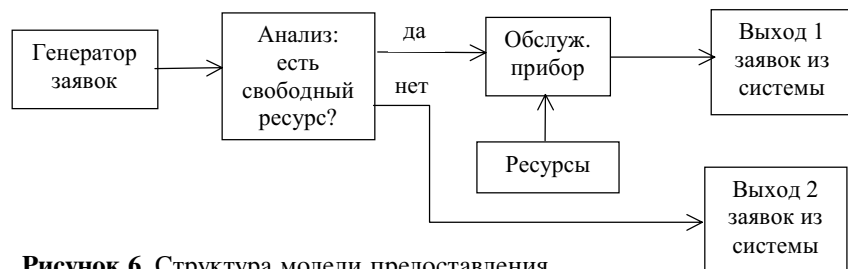 Генератор
заявок
Анализ:
есть
свободный
ресурс?
да
нет
Обслуж.
прибор
Ресурсы
Выход 1
заявок из
системы
Выход 2
заявок из
системы
Рисунок 6. Структура модели предоставления